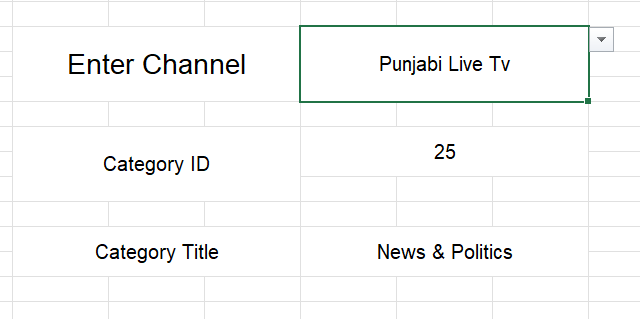 Enter Channel
Punjabi Live Tv
Category ID
25
Category Title
News & Politics